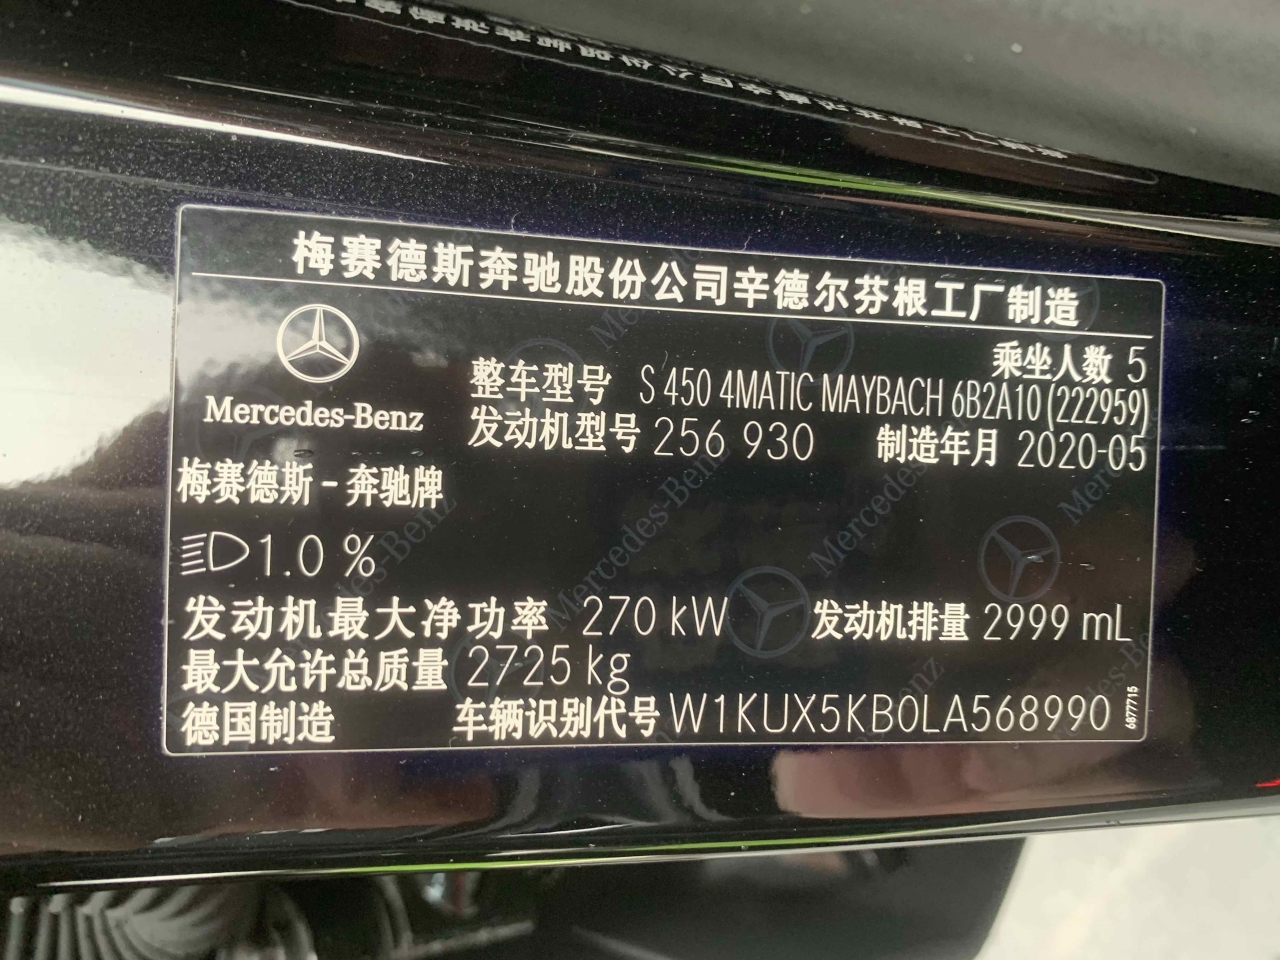 梅赛德斯奔驰股份公司辛德尔芬根工厂制造
乘坐人数 5
Mercedes-Benz
整车型号 S 450 4MATIC MAYBACH 6B2A10 (222959)
发动机型号 256 930 制造年月 2020-05
梅赛德斯-奔驰牌
1.0 %
发动机最大净功率 270 kW 发动机排量 2999 mL
最大允许总质量 2725 kg
德国制造 车辆识别代号 W1KUX5KB0LA568990
6877715